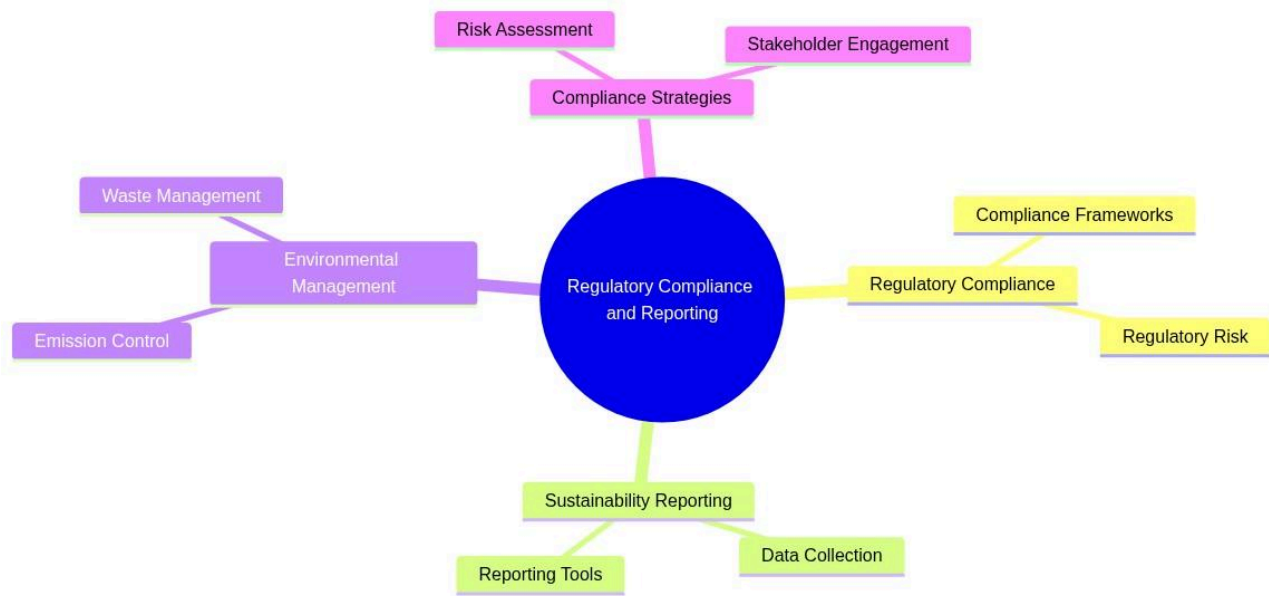 Risk Assessment
Stakeholder Engagement
Compliance Strategies
Waste Management
Compliance Frameworks
Environmental
Management
Regulatory Compliance
and Reporting
Regulatory Compliance
Emission Control
Regulatory Risk
Sustainability Reporting
Data Collection
Reporting Tools